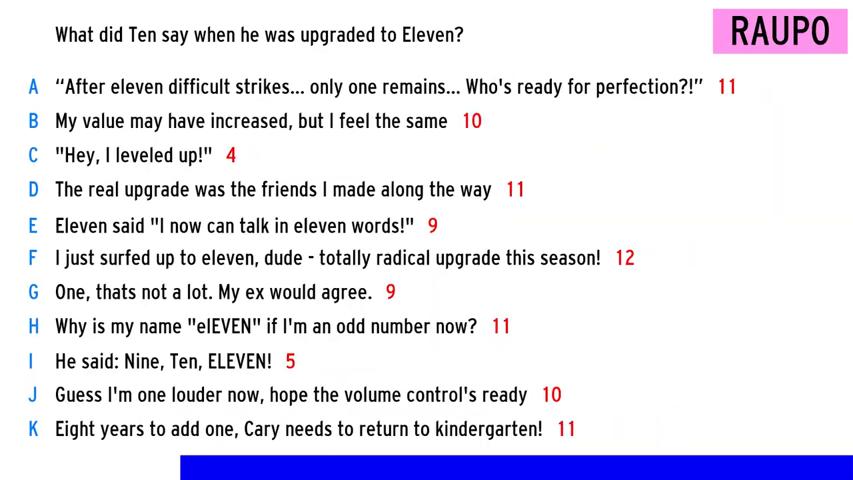 What did Ten say when he was upgraded to Eleven?
RAUPO
A “After eleven difficult strikes... only one remains... Who's ready for perfection?!” 11
B My value may have increased, but I feel the same 10
C "Hey, I leveled up!" 4
D The real upgrade was the friends I made along the way 11
E Eleven said "I now can talk in eleven words!" 9
F I just surfed up to eleven, dude - totally radical upgrade this season! 12
G One, thats not a lot. My ex would agree. 9
H Why is my name "elEVEN" if I'm an odd number now? 11
I He said: Nine, Ten, ELEVEN! 5
J Guess I'm one louder now, hope the volume control's ready 10
K Eight years to add one, Cary needs to return to kindergarten! 11